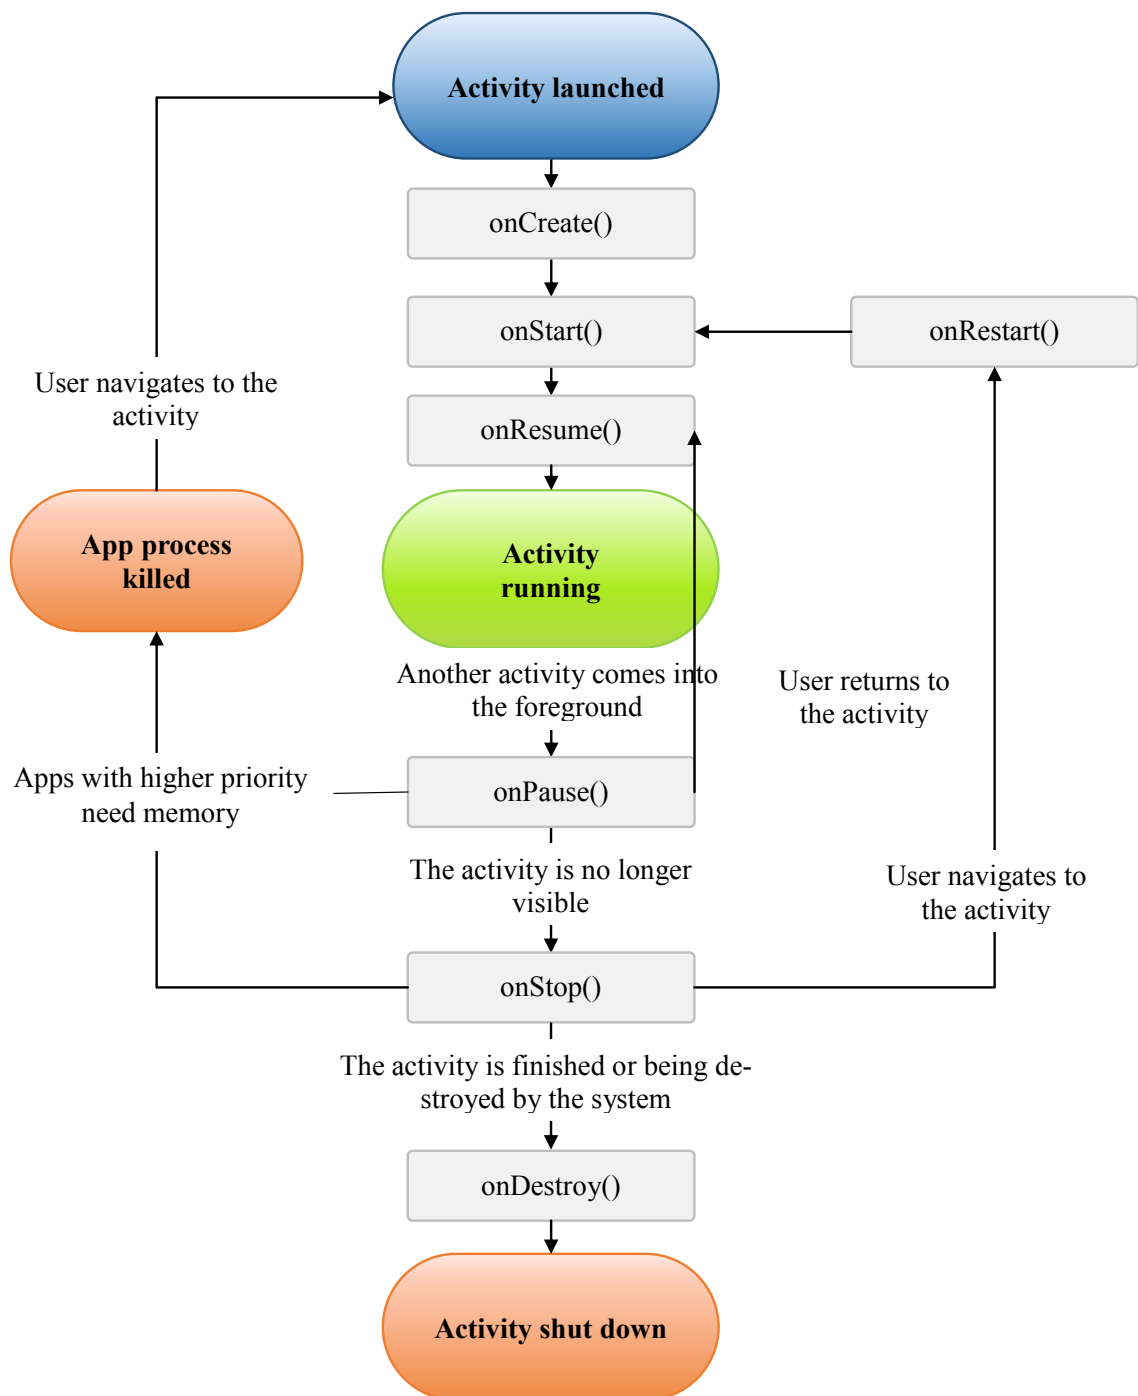 Activity launched
onCreate()
onStart()
onRestart()
User navigates to the
activity
onResume()
App process
killed
Activity
running
Another activity comes into
the foreground
User returns to
the activity
Apps with higher priority
need memory
onPause()
The activity is no longer
visible
User navigates to
the activity
onStop()
The activity is finished or being de-
stroyed by the system
onDestroy()
Activity shut down